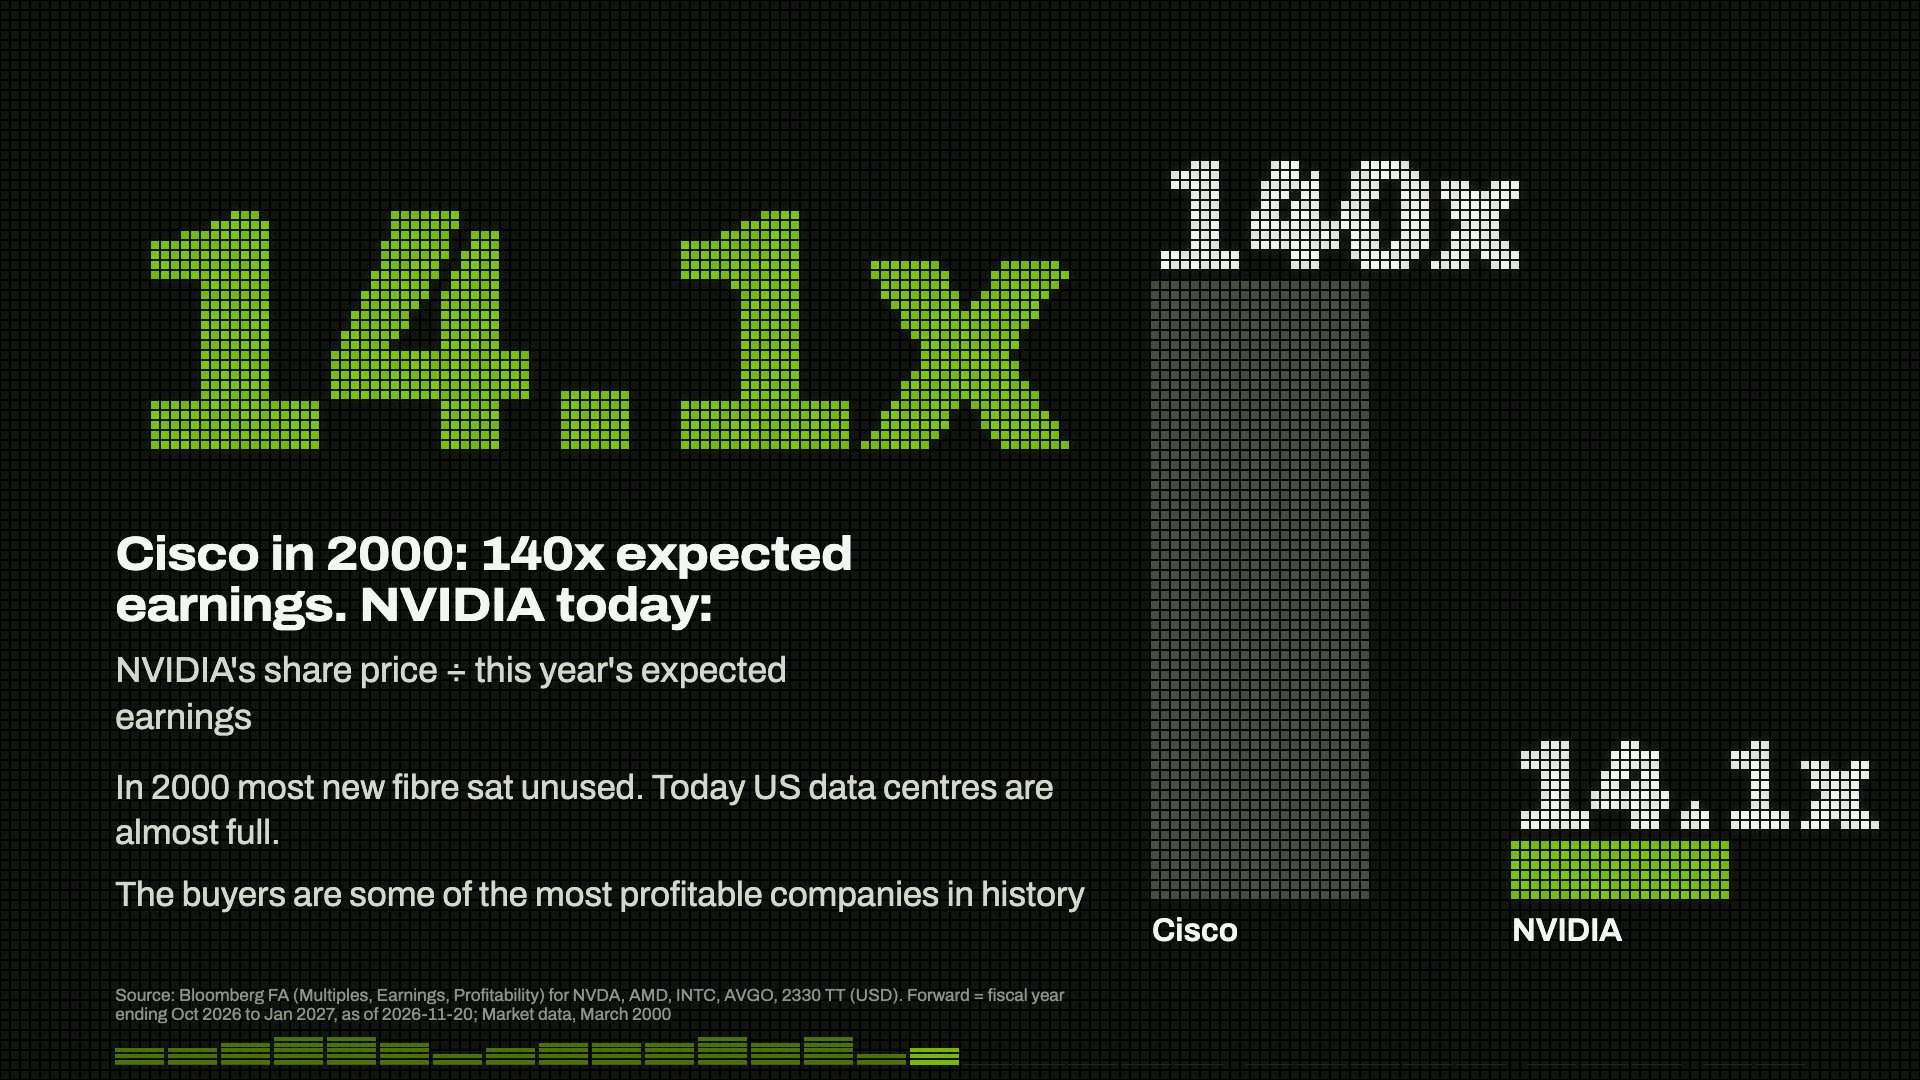 14.1x
Cisco in 2000: 140x expected
earnings. NVIDIA today:
NVIDIA's share price ÷ this year's expected
earnings
In 2000 most new fibre sat unused. Today US data centres are
almost full.
The buyers are some of the most profitable companies in history
140x
Cisco
14.1x
NVIDIA
Source: Bloomberg FA (Multiples, Earnings, Profitability) for NVDA, AMD, INTC, AVGO, 2330 TT (USD). Forward = fiscal year
ending Oct 2026 to Jan 2027, as of 2026-11-20; Market data, March 2000